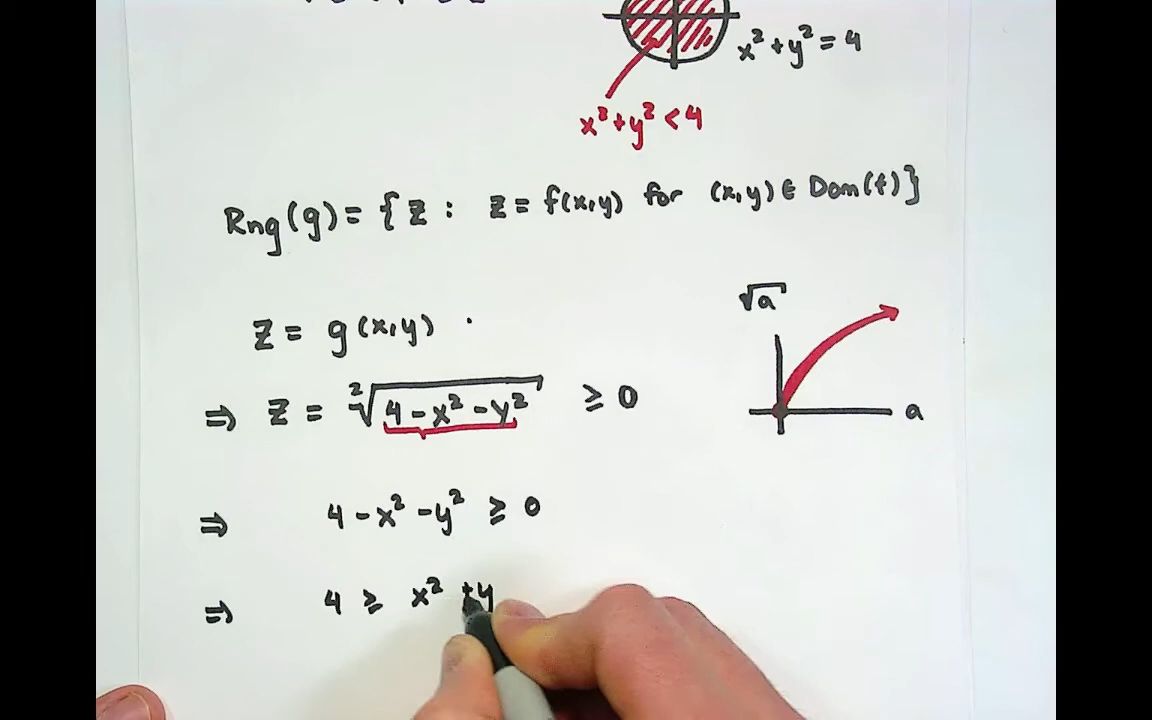 x² + y² = 4
x² + y² < 4
Rng(g) = { z : z = f(x,y) for (x,y) ∈ Dom(f) }
z = g(x,y) .
√a
⇒ z = ²√(4 - x² - y²) ≥ 0
a
⇒ 4 - x² - y² ≥ 0
⇒ 4 ≥ x² + y